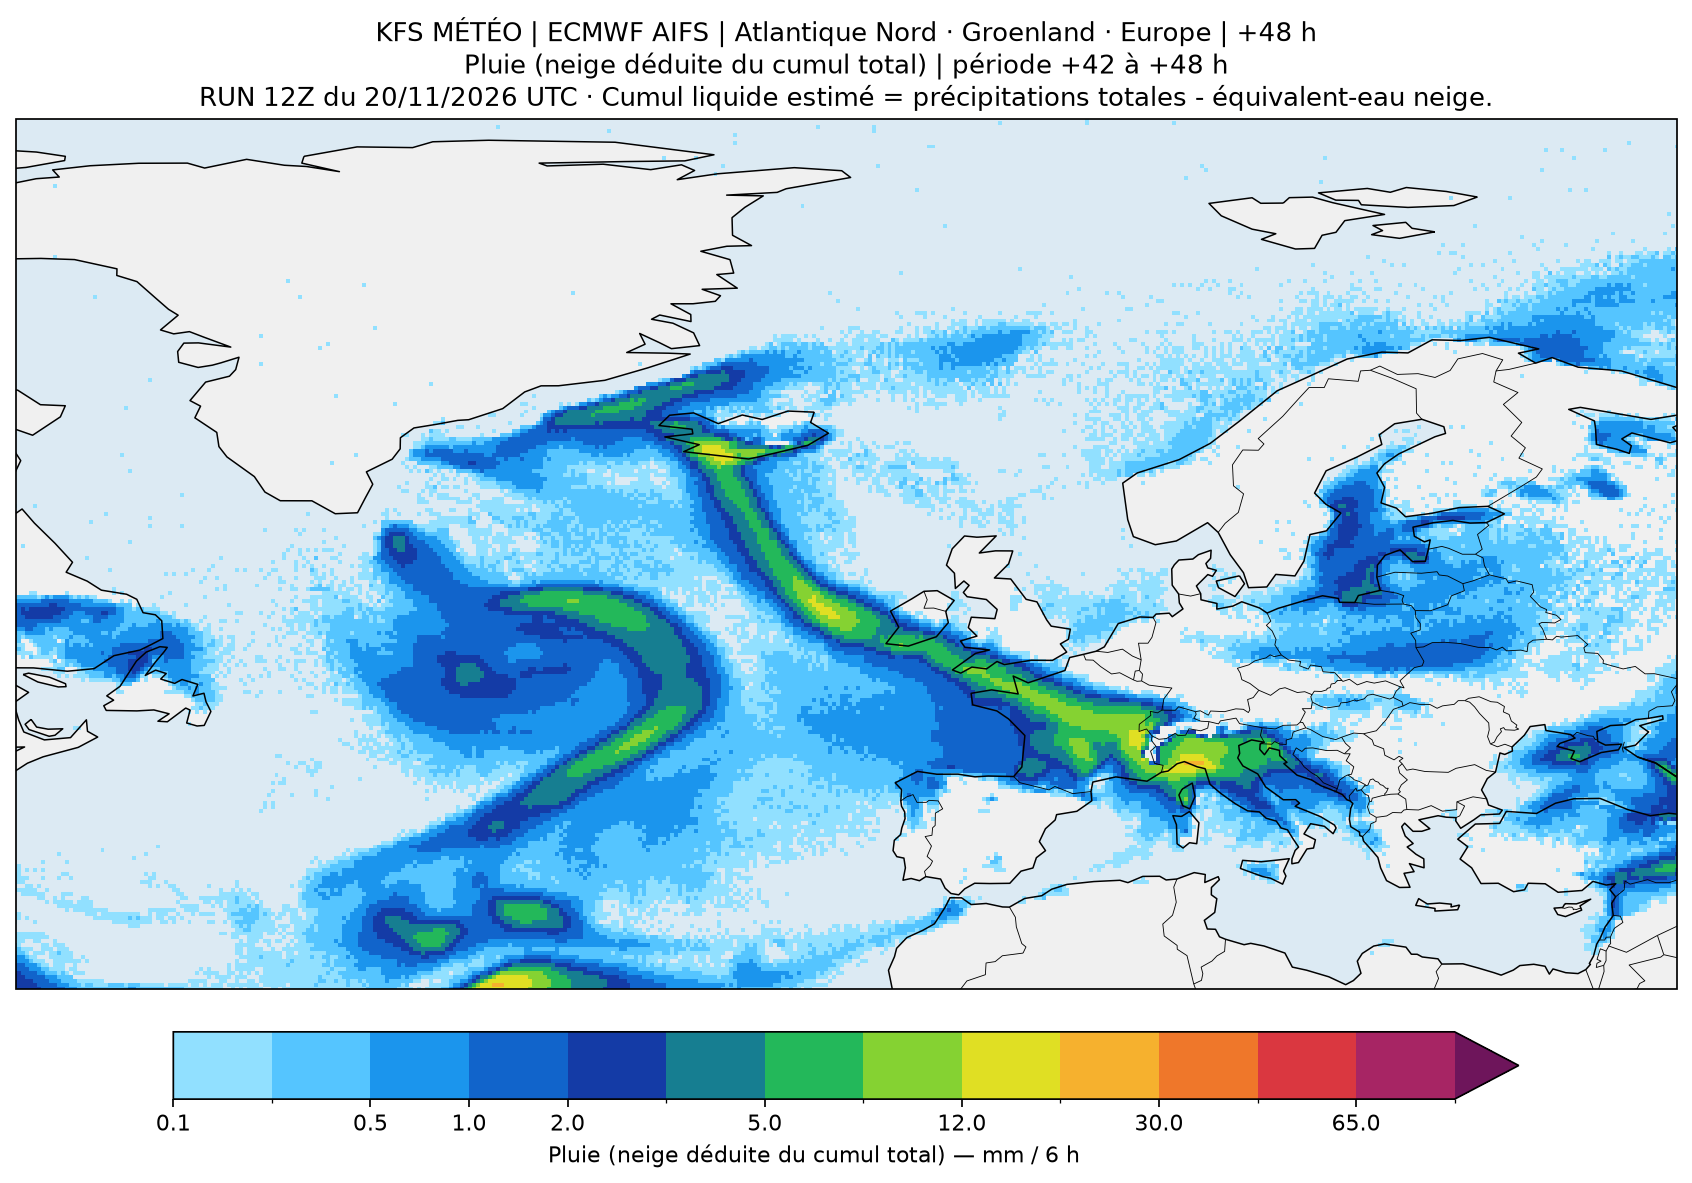 KFS MÉTÉO | ECMWF AIFS | Atlantique Nord · Groenland · Europe | +48 h
Pluie (neige déduite du cumul total) | période +42 à +48 h
RUN 12Z du 20/11/2026 UTC · Cumul liquide estimé = précipitations totales - équivalent-eau neige.
0.1 0.5 1.0 2.0 5.0 12.0 30.0 65.0
Pluie (neige déduite du cumul total) — mm / 6 h